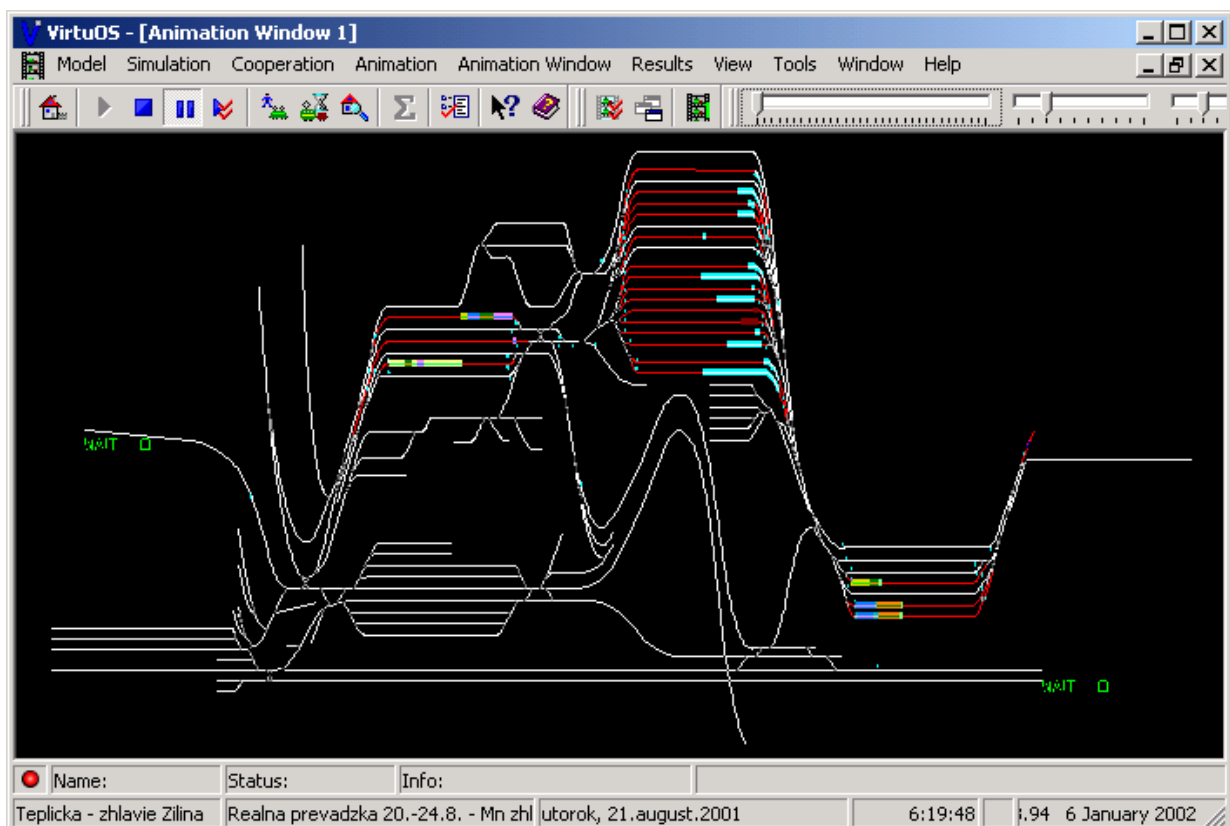 VirtuOS - [Animation Window 1]
Model Simulation Cooperation Animation Animation Window Results View Tools Window Help
WAIT 0
WAIT 0
Name: Status: Info:
Teplicka - zhlavie Zilina Realna prevadzka 20.-24.8. - Mn zhl utorok, 21.august.2001 6:19:48 .94 6 January 2002